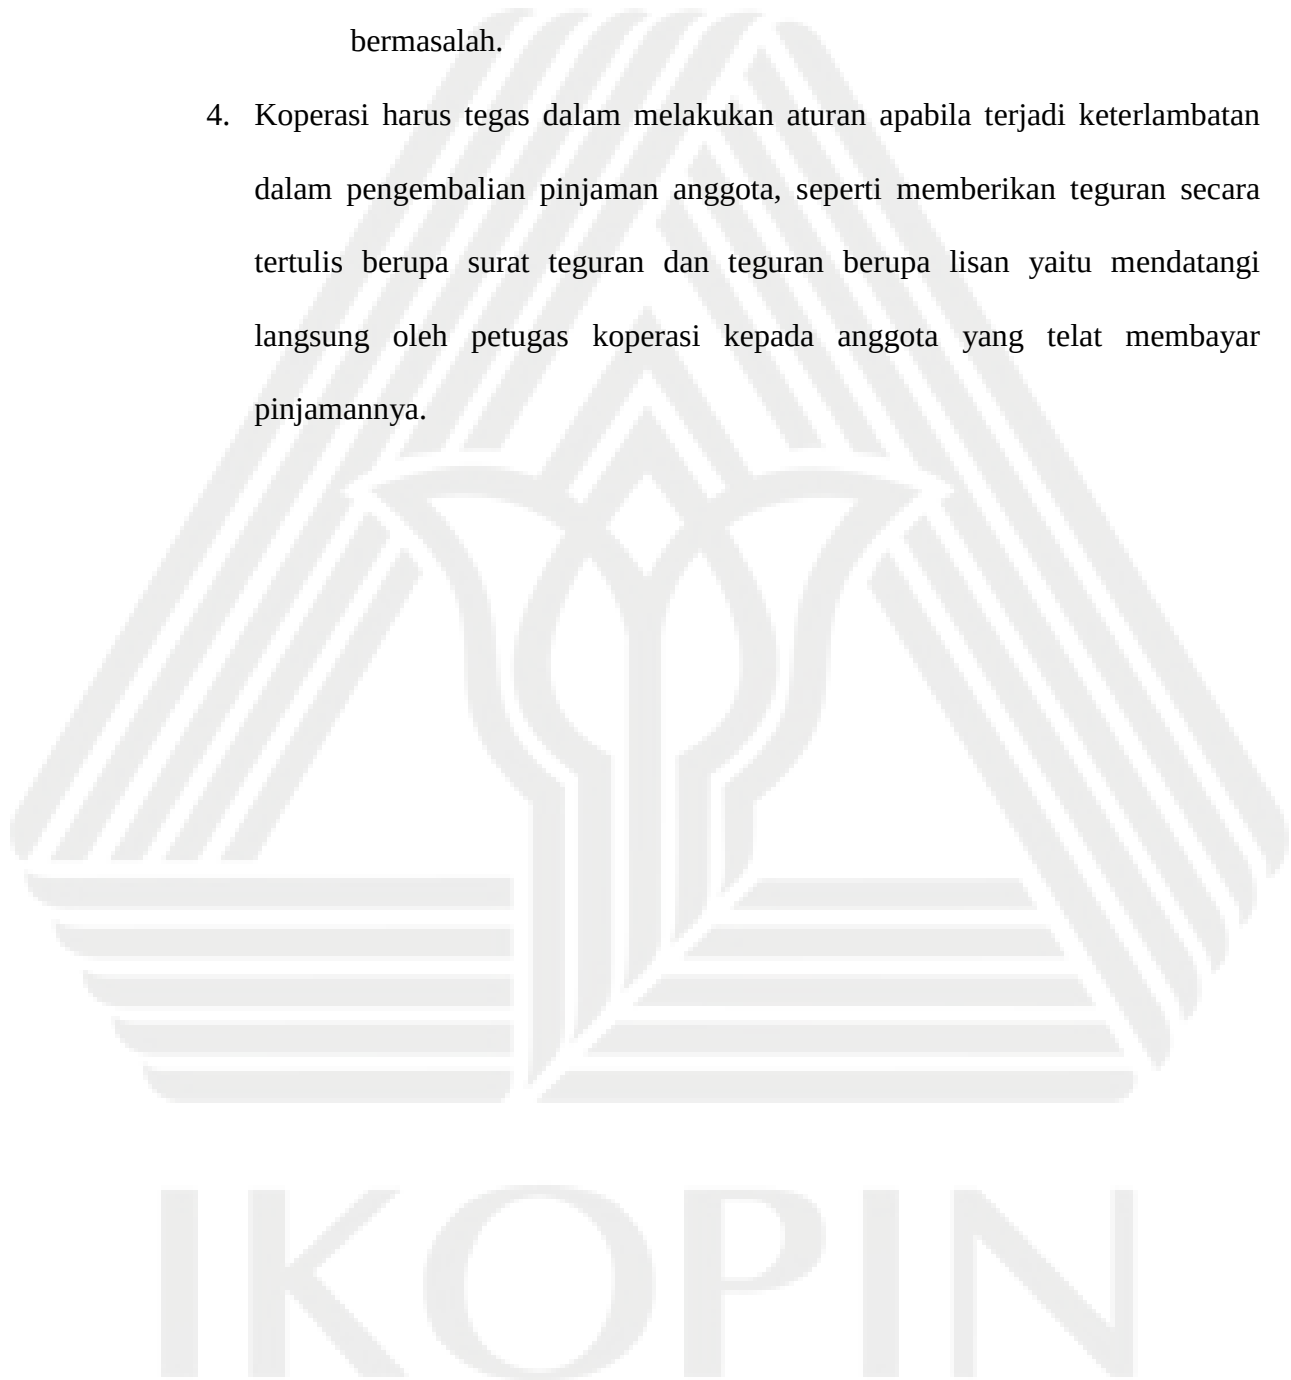 bermasalah.
4. Koperasi harus tegas dalam melakukan aturan apabila terjadi keterlambatan
dalam pengembalian pinjaman anggota, seperti memberikan teguran secara
tertulis berupa surat teguran dan teguran berupa lisan yaitu mendatangi
langsung oleh petugas koperasi kepada anggota yang telat membayar
pinjamannya.
IKOPIN